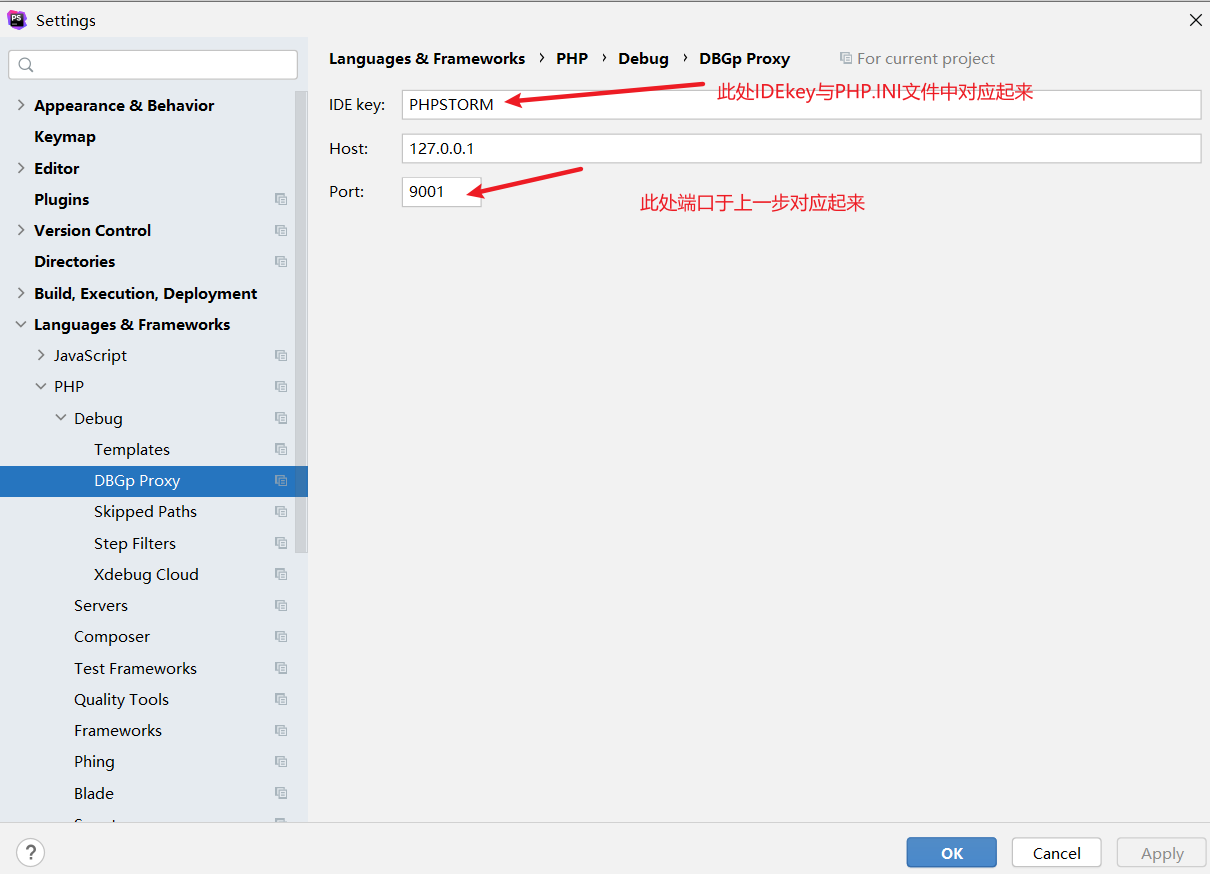 Settings
Languages & Frameworks › PHP › Debug › DBGp Proxy For current project
IDE key: PHPSTORM
此处IDEkey与PHP.INI文件中对应起来
Host: 127.0.0.1
Port: 9001
此处端口于上一步对应起来
Appearance & Behavior
Keymap
Editor
Plugins
Version Control
Directories
Build, Execution, Deployment
Languages & Frameworks
JavaScript
PHP
Debug
Templates
DBGp Proxy
Skipped Paths
Step Filters
Xdebug Cloud
Servers
Composer
Test Frameworks
Quality Tools
Frameworks
Phing
Blade
?
OK
Cancel
Apply